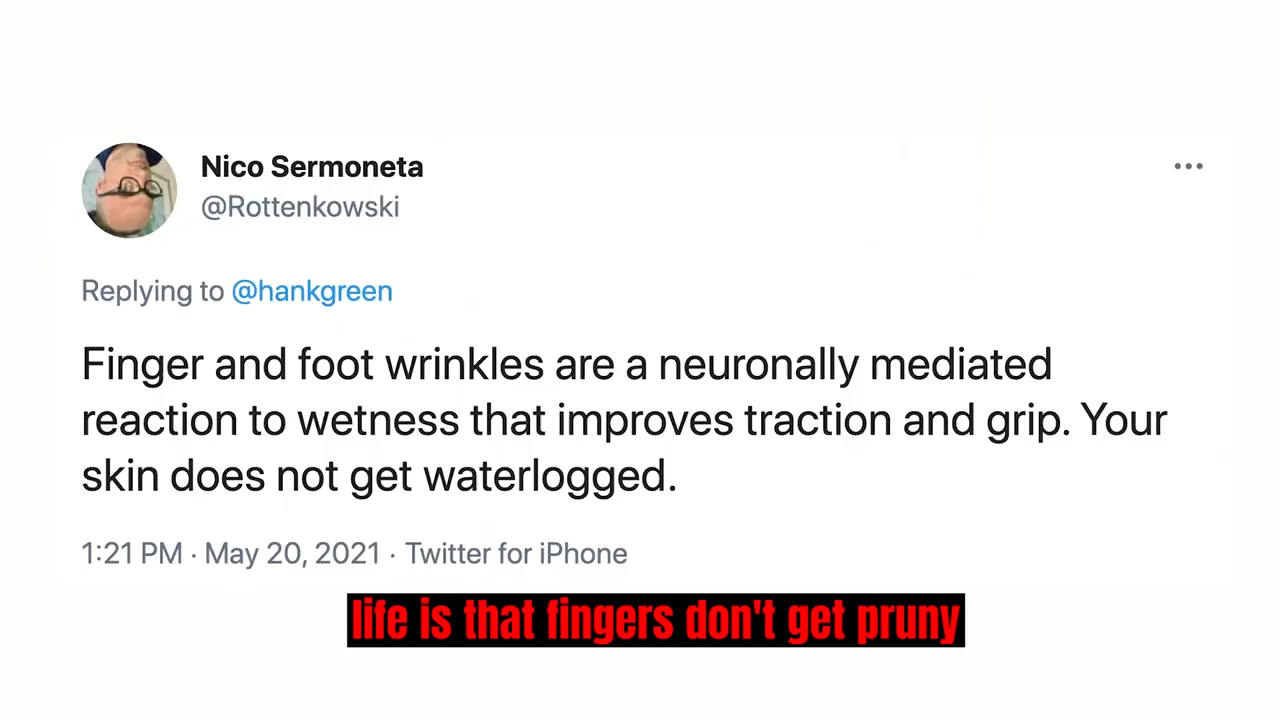 Nico Sermoneta
@Rottenkowski
Replying to @hankgreen
Finger and foot wrinkles are a neuronally mediated
reaction to wetness that improves traction and grip. Your
skin does not get waterlogged.
1:21 PM · May 20, 2021 · Twitter for iPhone
life is that fingers don't get pruny